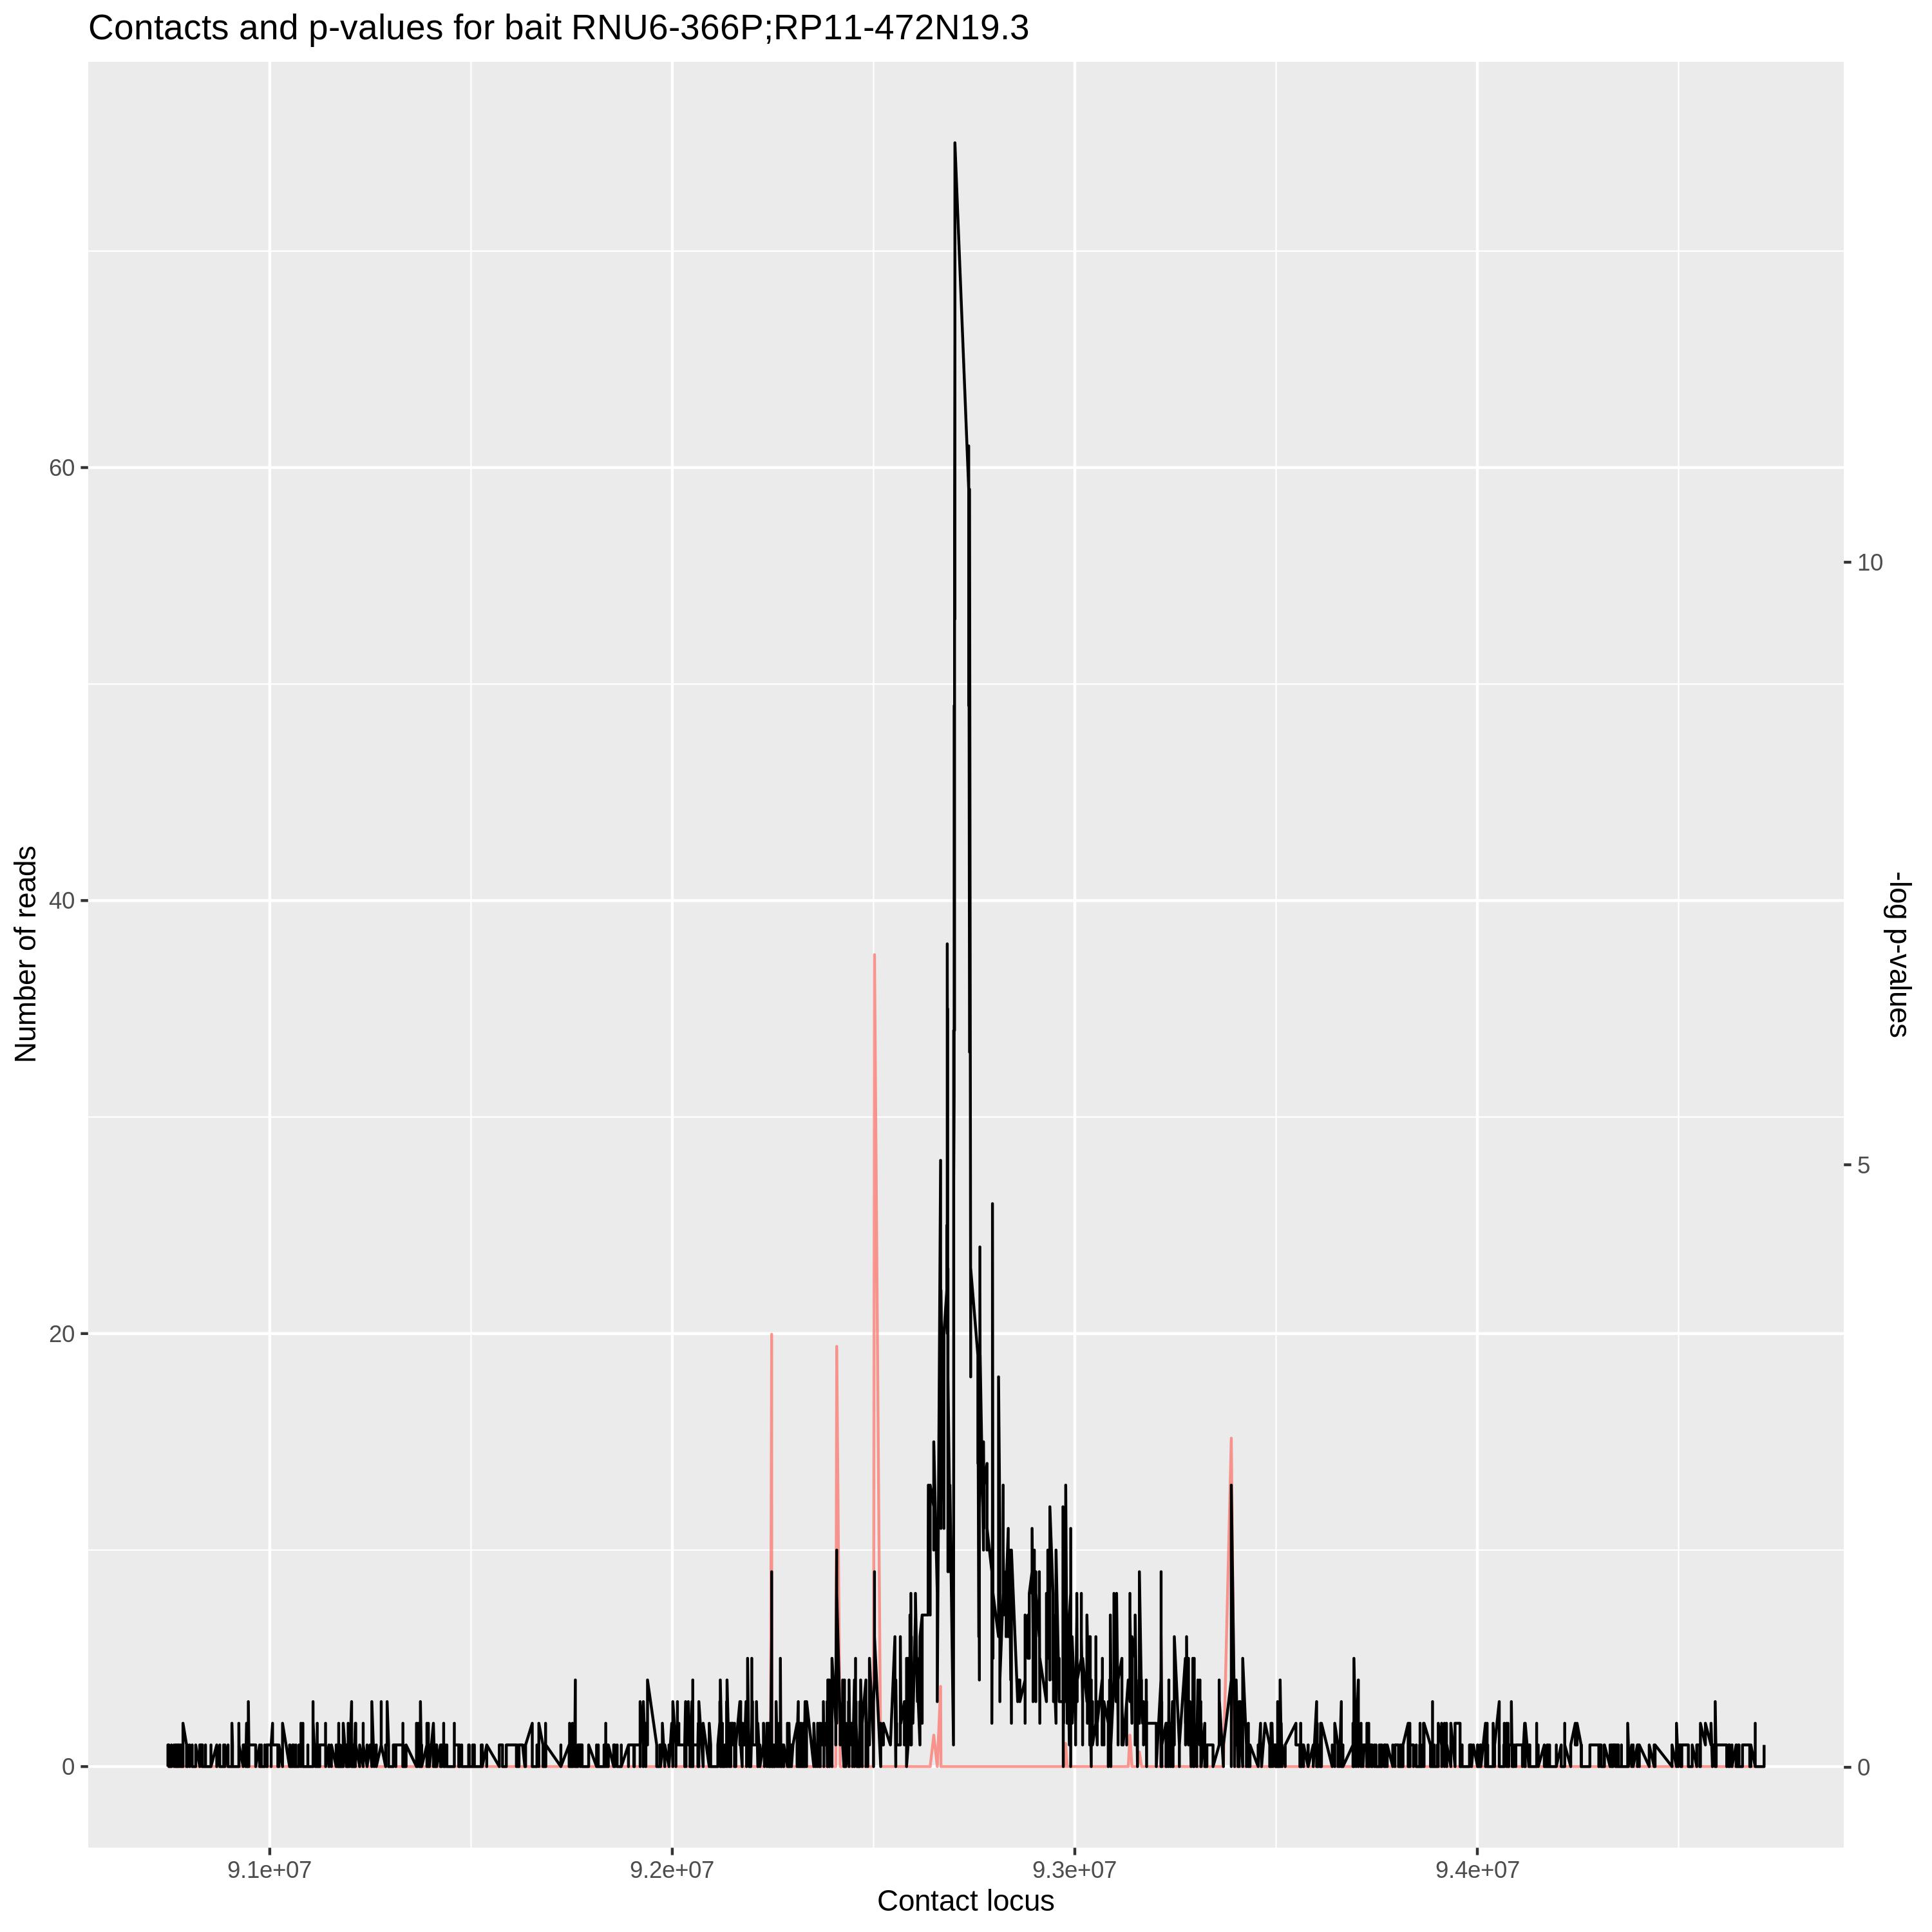 Contacts and p-values for bait RNU6-366P;RP11-472N19.3
60
40
20
0
Number of reads
10
5
0
-log p-values
9.1e+07 9.2e+07 9.3e+07 9.4e+07
Contact locus